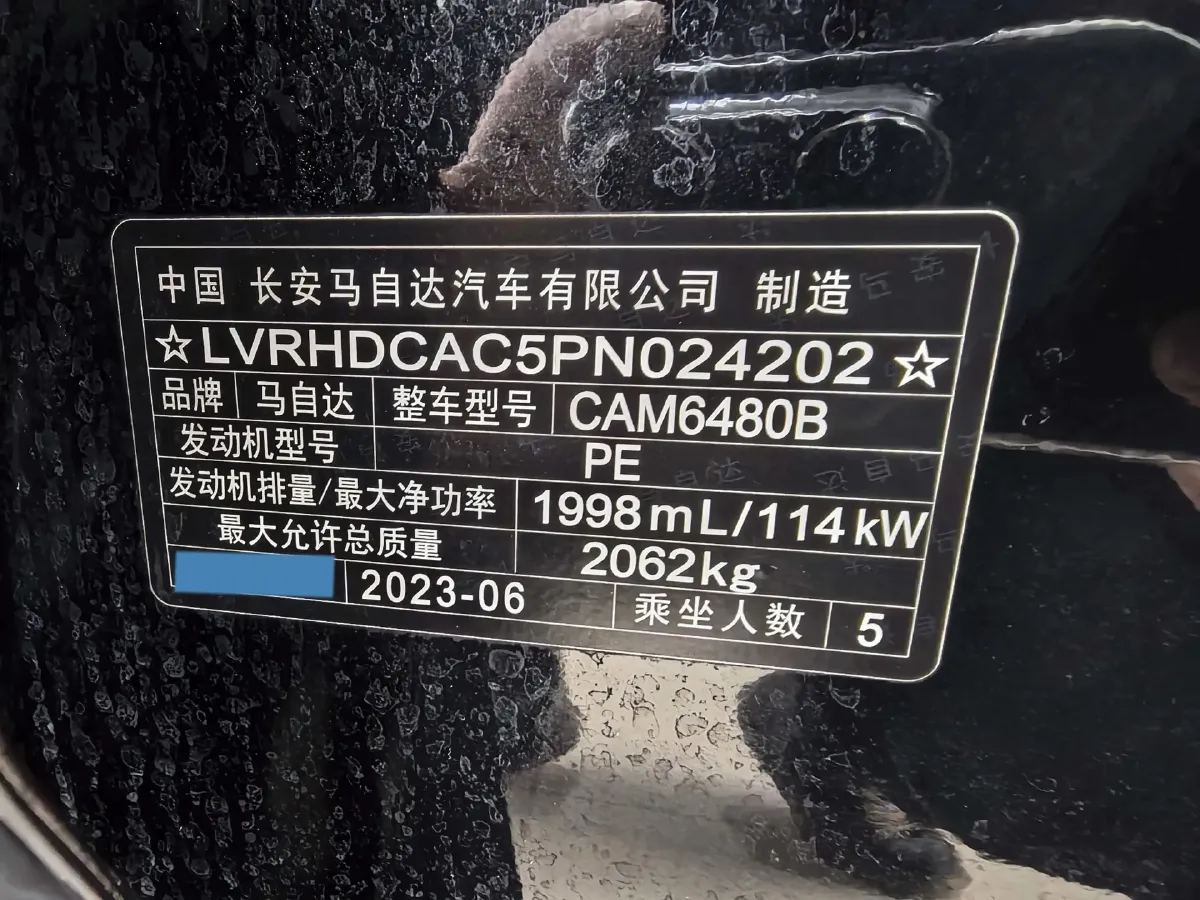 中国 长安马自达汽车有限公司 制造
☆LVRHDCAC5PN024202☆
品牌 马自达 整车型号 CAM6480B
发动机型号 PE
发动机排量/最大净功率 1998mL/114kW
最大允许总质量 2062kg
2023-06 乘坐人数 5